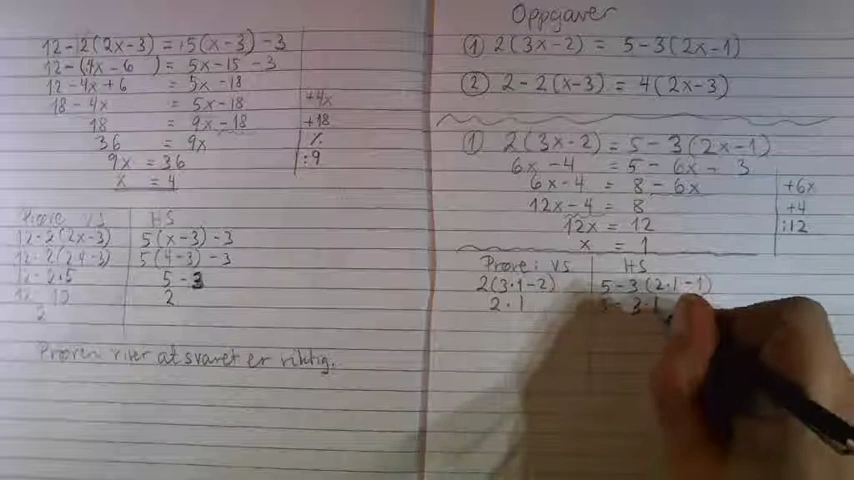 12-2(2x-3) = 5(x-3) -3
12-(4x-6 ) = 5x-15 -3
12-4x+6 = 5x-18
18-4x = 5x-18 +4x
18 = 9x-18 +18
36 = 9x
9x = 36 :9
x = 4
Prøve VS HS
12-2(2x-3) 5(x-3)-3
5(4-3)-3
12-2·5 5-3
12 10 2
2
Prøven viser at svaret er riktig.
Oppgaver
① 2(3x-2) = 5-3(2x-1)
② 2-2(x-3) = 4(2x-3)
① 2(3x-2) = 5-3(2x-1)
6x -4 = 5-6x 3
6x-4 = 8-6x +6x
12x-4 = 8 +4
12x = 12 :12
x = 1
Prøve: VS HS
2(3·1-2) 5-3(2·1-1)
2·1 5-3·1